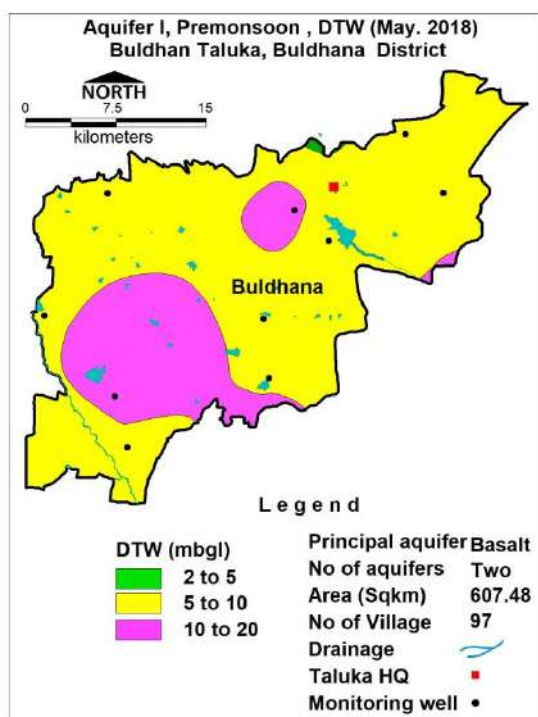 Aquifer I, Premonsoon , DTW (May. 2018)
Buldhan Taluka, Buldhana District
NORTH
0 7.5 15
kilometers
Buldhana
Legend
DTW (mbgl)
2 to 5
5 to 10
10 to 20
Principal aquifer Basalt
No of aquifers Two
Area (Sqkm) 607.48
No of Village 97
Drainage
Taluka HQ
Monitoring well